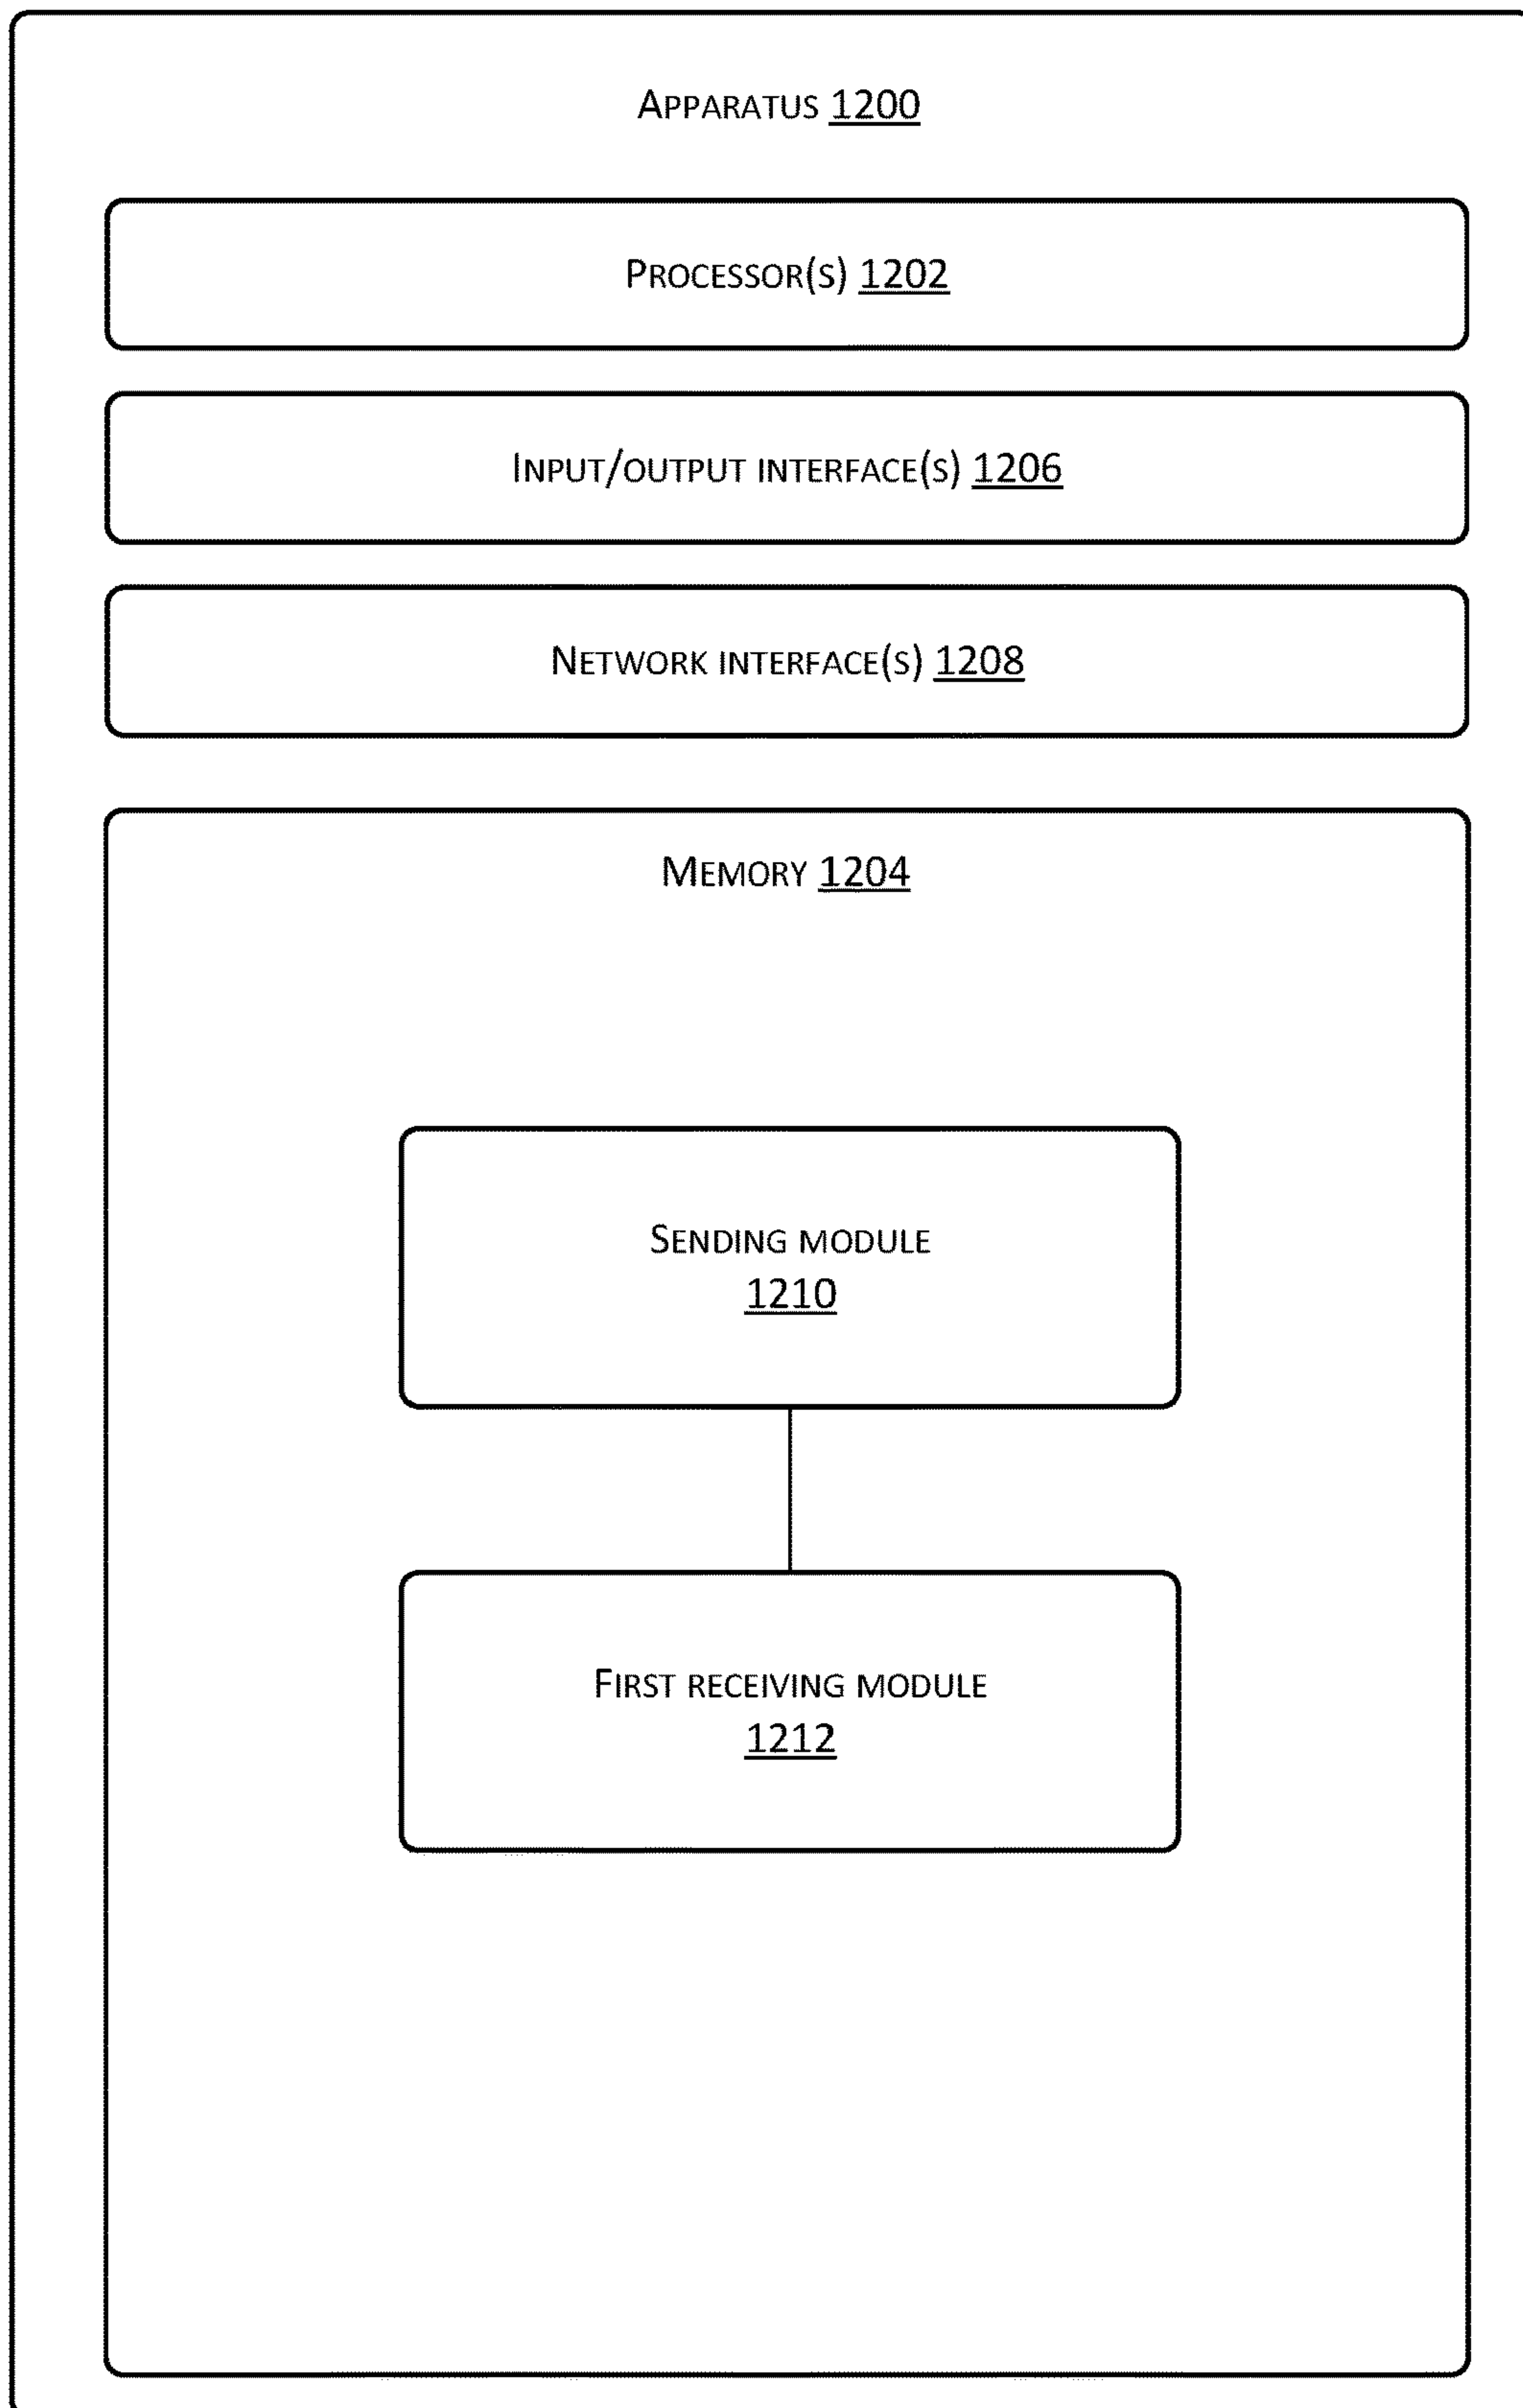 APPARATUS 1200
PROCESSOR(S) 1202
INPUT/OUTPUT INTERFACE(S) 1206
NETWORK INTERFACE(S) 1208
MEMORY 1204
SENDING MODULE
1210
FIRST RECEIVING MODULE
1212